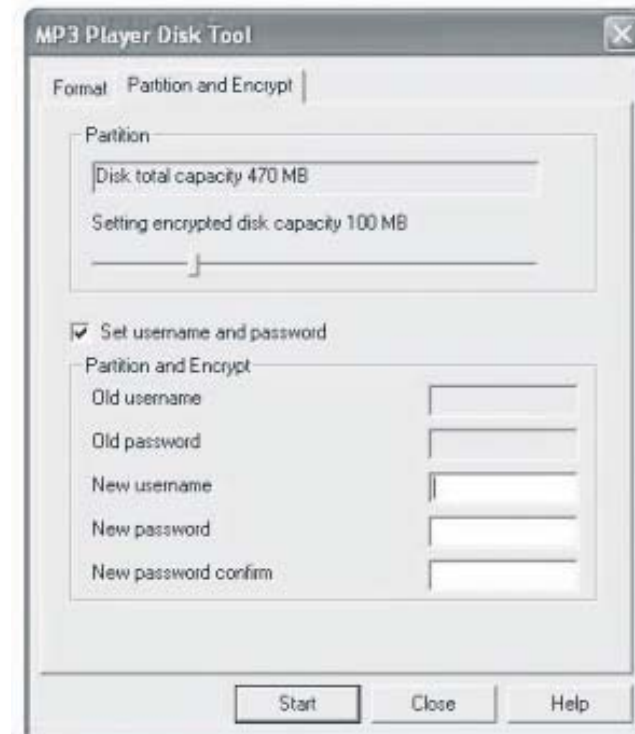 MP3 Player Disk Tool
Format Partition and Encrypt
Partition
Disk total capacity 470 MB
Setting encrypted disk capacity 100 MB
Set username and password
Partition and Encrypt
Old username
Old password
New username
New password
New password confirm
Start Close Help